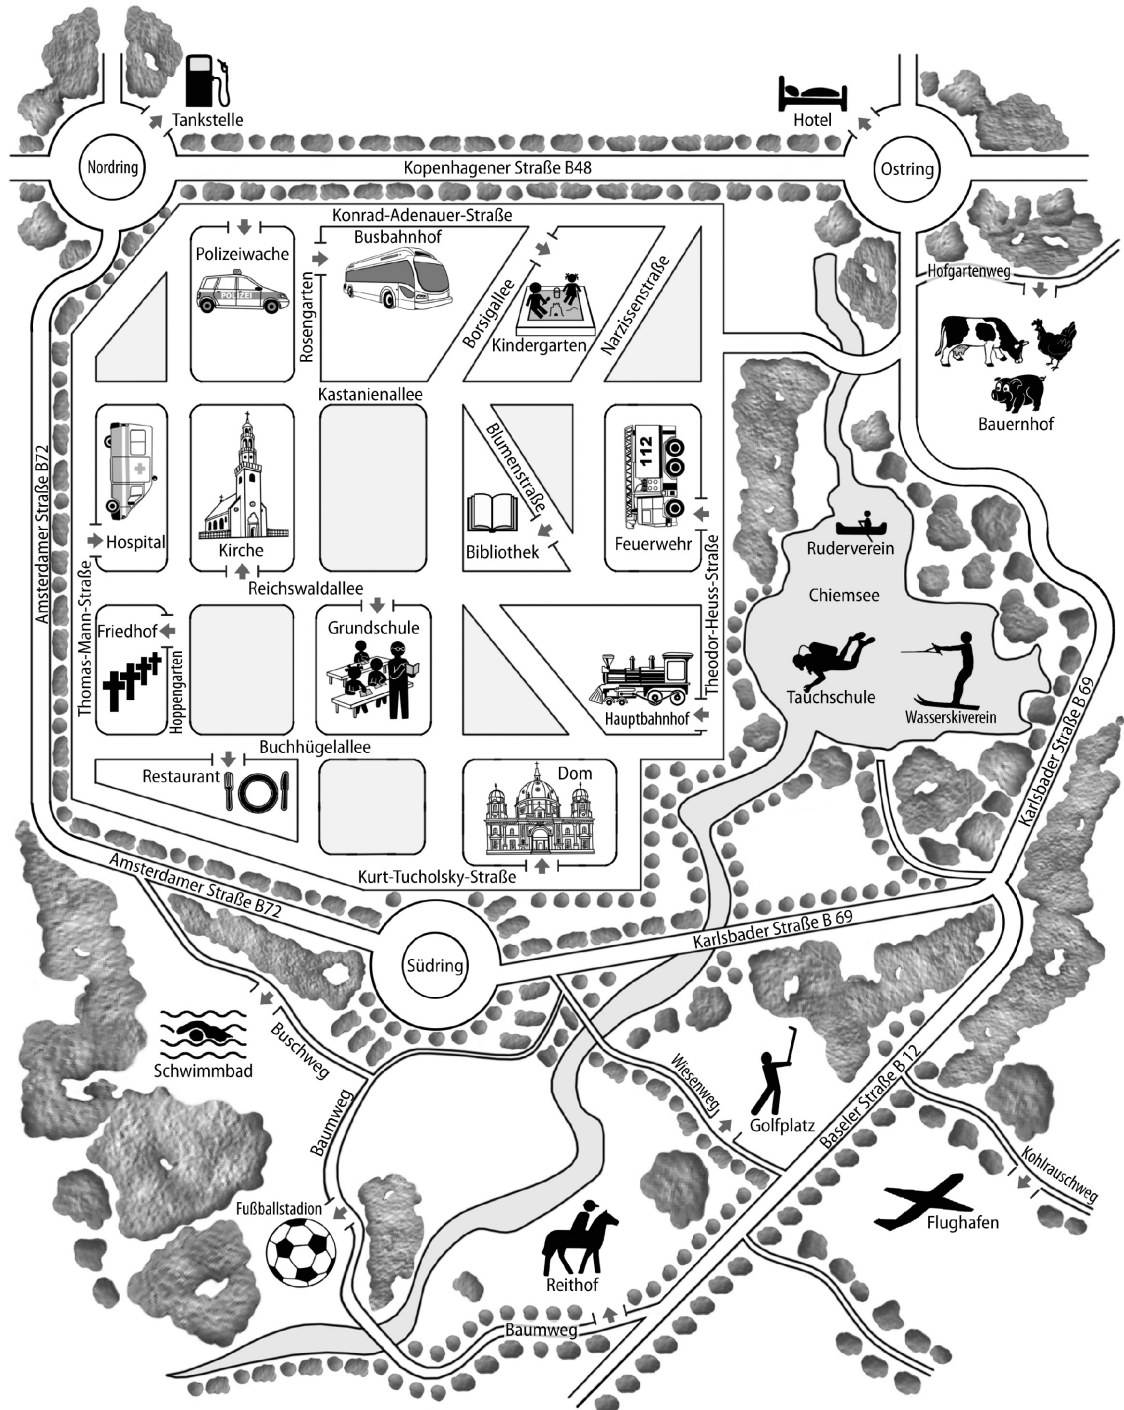 Tankstelle
Hotel
Nordring
Kopenhagener Straße B48
Ostring
Konrad-Adenauer-Straße
Polizeiwache
Busbahnhof
POLIZEI
Rosengarten
Borsigallee
Kindergarten
Narzissenstraße
Hofgartenweg
Bauernhof
Kastanienallee
Amsterdamer Straße B72
Hospital
Kirche
Blumenstraße
Bibliothek
112
Feuerwehr
Ruderverein
Chiemsee
Reichswaldallee
Thomas-Mann-Straße
Friedhof
Hoppengarten
Grundschule
Hauptbahnhof
Theodor-Heuss-Straße
Tauchschule
Wasserskiverein
Karlsbader Straße B 69
Buchhügelallee
Restaurant
Dom
Kurt-Tucholsky-Straße
Amsterdamer Straße B72
Südring
Karlsbader Straße B 69
Schwimmbad
Buschweg
Baumweg
Wiesenweg
Golfplatz
Baseler Straße B 12
Kohlrauschweg
Flughafen
Fußballstadion
Reithof
Baumweg